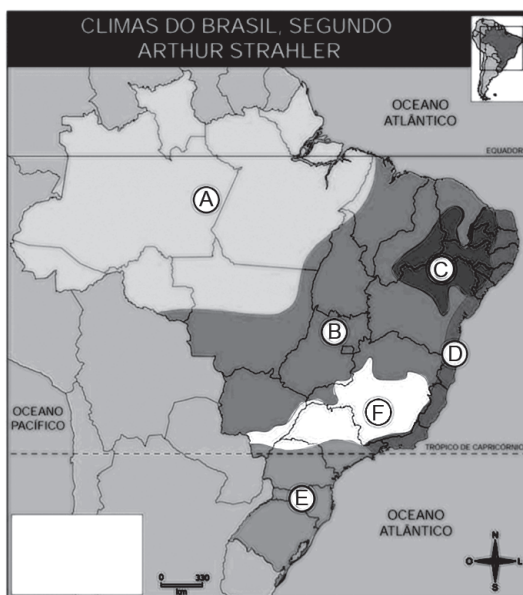 CLIMAS DO BRASIL, SEGUNDO
ARTHUR STRAHLER
OCEANO
ATLÂNTICO
EQUADOR
A
C
B
D
OCEANO
PACÍFICO
F
TRÓPICO DE CAPRICÓRNIO
E
OCEANO
ATLÂNTICO
N
O L
S
0 330
km